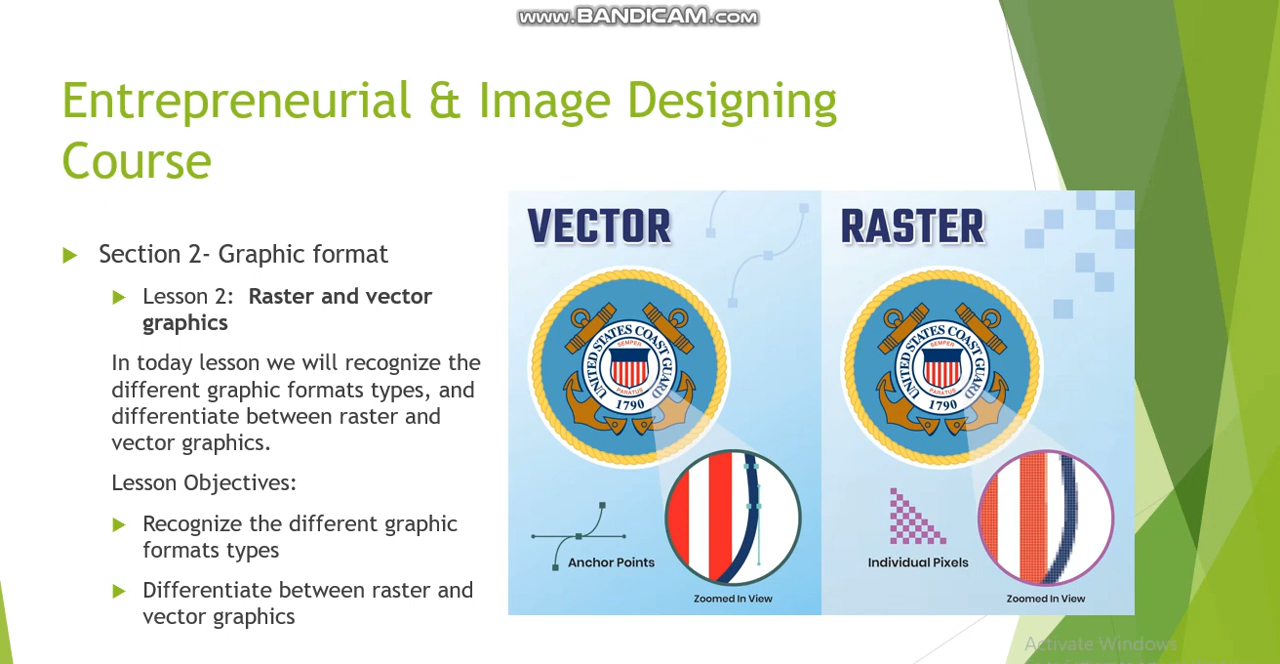 www.BANDICAM.com
Entrepreneurial & Image Designing
Course
Section 2- Graphic format
Lesson 2: Raster and vector
graphics
In today lesson we will recognize the
different graphic formats types, and
differentiate between raster and
vector graphics.
Lesson Objectives:
Recognize the different graphic
formats types
Differentiate between raster and
vector graphics
VECTOR
UNITED STATES COAST GUARD
SEMPER
PARATUS
1790
Anchor Points
Zoomed In View
RASTER
UNITED STATES COAST GUARD
SEMPER
PARATUS
1790
Individual Pixels
Zoomed In View
Activate Windows